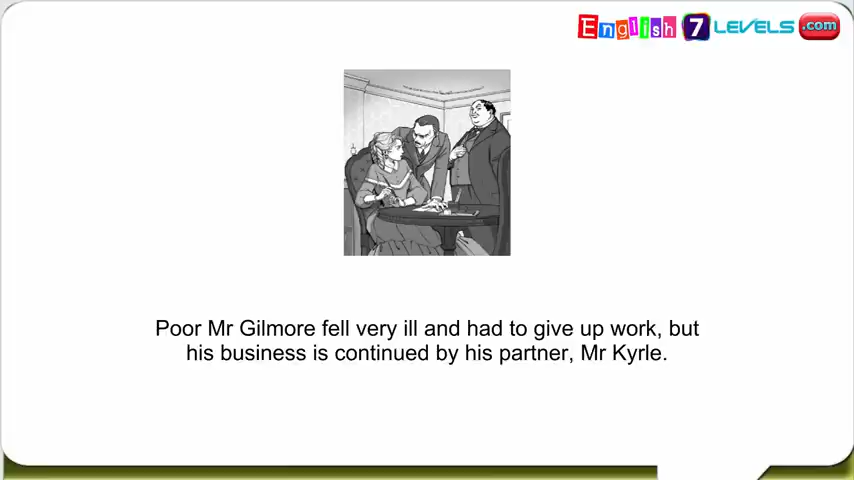 English 7 LEVELS .com
Poor Mr Gilmore fell very ill and had to give up work, but
his business is continued by his partner, Mr Kyrle.